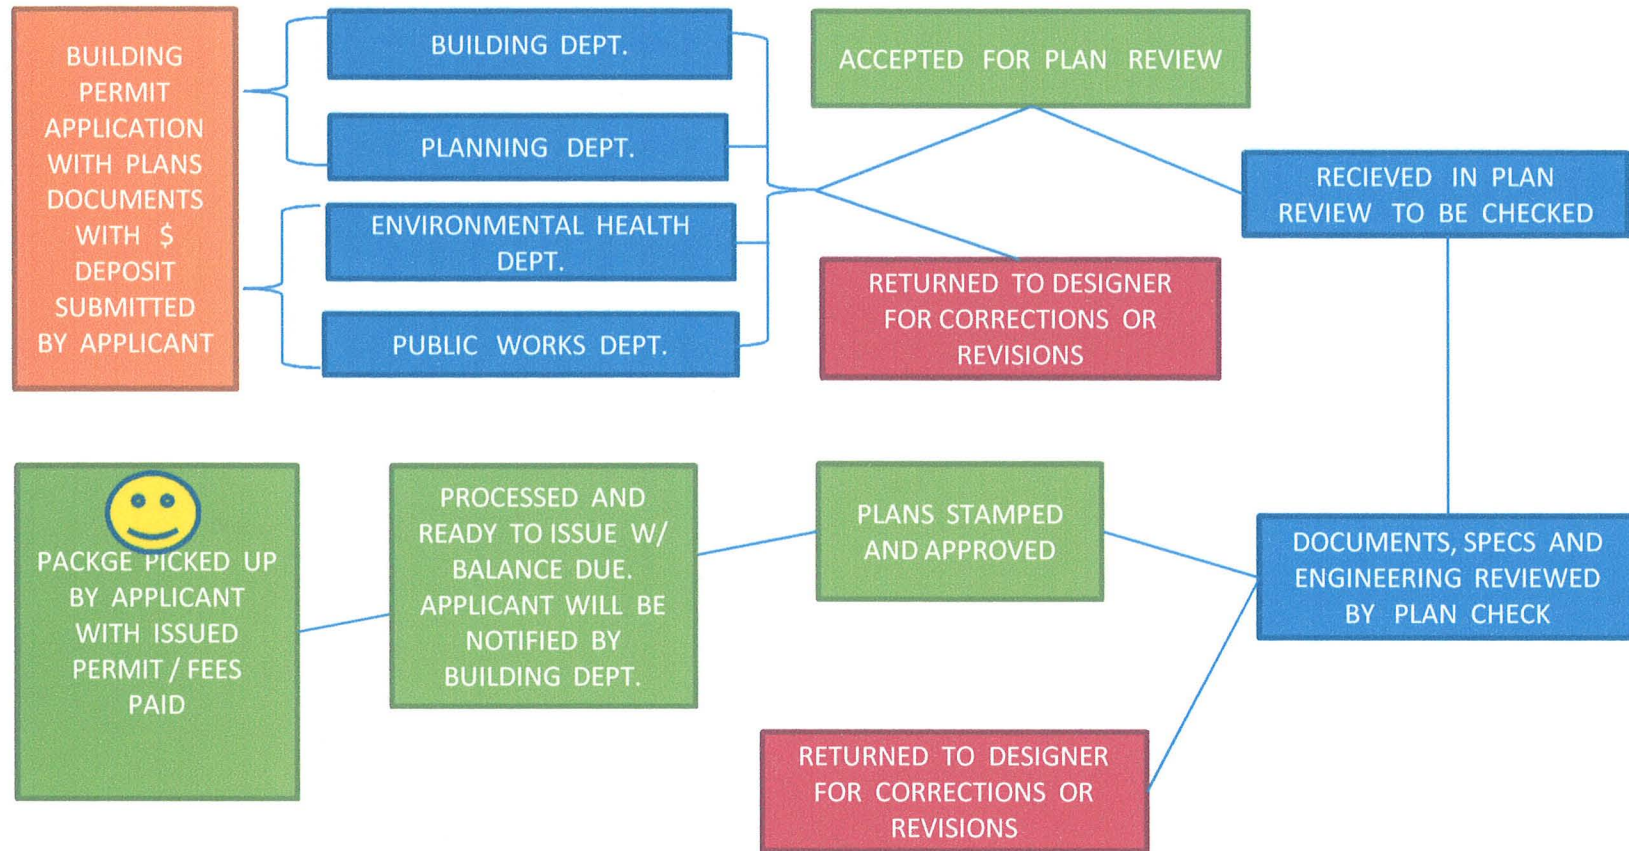 BUILDING
PERMIT
APPLICATION
WITH PLANS
DOCUMENTS
WITH $
DEPOSIT
SUBMITTED
BY APPLICANT
BUILDING DEPT.
PLANNING DEPT.
ENVIRONMENTAL HEALTH
DEPT.
PUBLIC WORKS DEPT.
ACCEPTED FOR PLAN REVIEW
RETURNED TO DESIGNER
FOR CORRECTIONS OR
REVISIONS
RECIEVED IN PLAN
REVIEW TO BE CHECKED
DOCUMENTS, SPECS AND
ENGINEERING REVIEWED
BY PLAN CHECK
PLANS STAMPED
AND APPROVED
RETURNED TO DESIGNER
FOR CORRECTIONS OR
REVISIONS
PROCESSED AND
READY TO ISSUE W/
BALANCE DUE.
APPLICANT WILL BE
NOTIFIED BY
BUILDING DEPT.
PACKGE PICKED UP
BY APPLICANT
WITH ISSUED
PERMIT / FEES
PAID